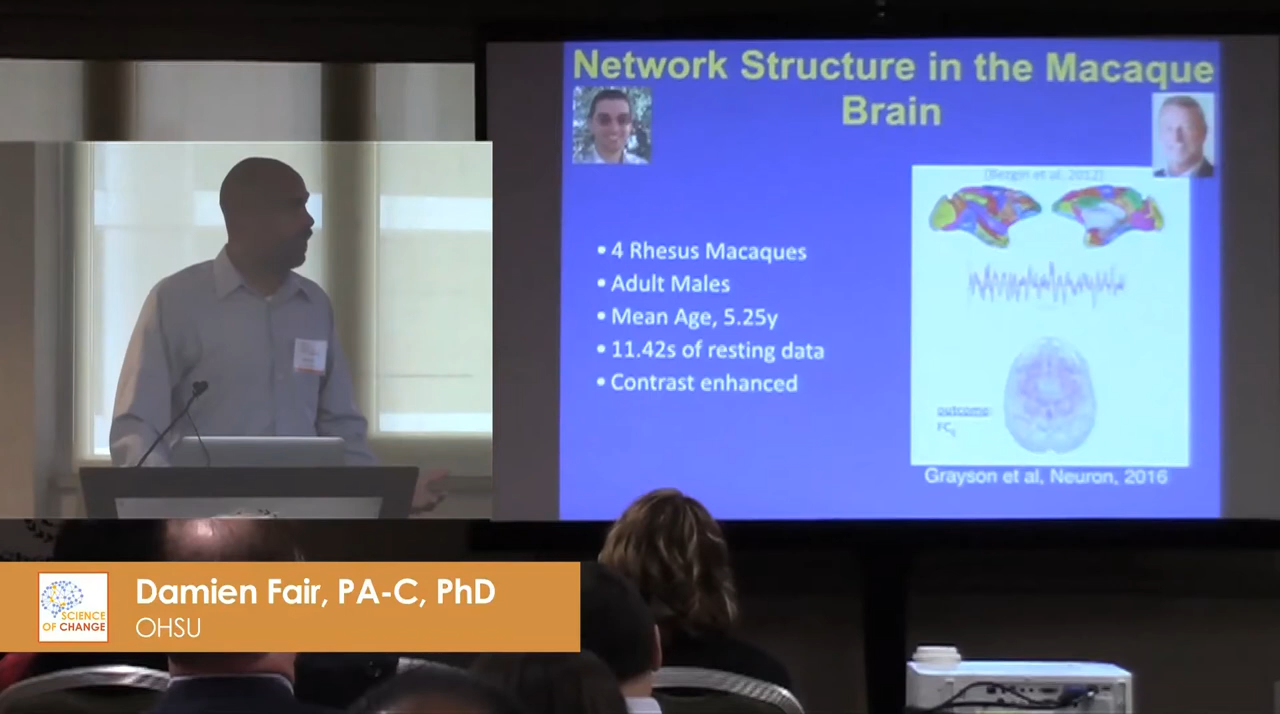 Network Structure in the Macaque
Brain
[Bezgin et al. 2012]
• 4 Rhesus Macaques
• Adult Males
• Mean Age, 5.25y
• 11.42s of resting data
• Contrast enhanced
outcome:
FC
Grayson et al, Neuron, 2016
Damien Fair, PA-C, PhD
OHSU
SCIENCE
OF CHANGE